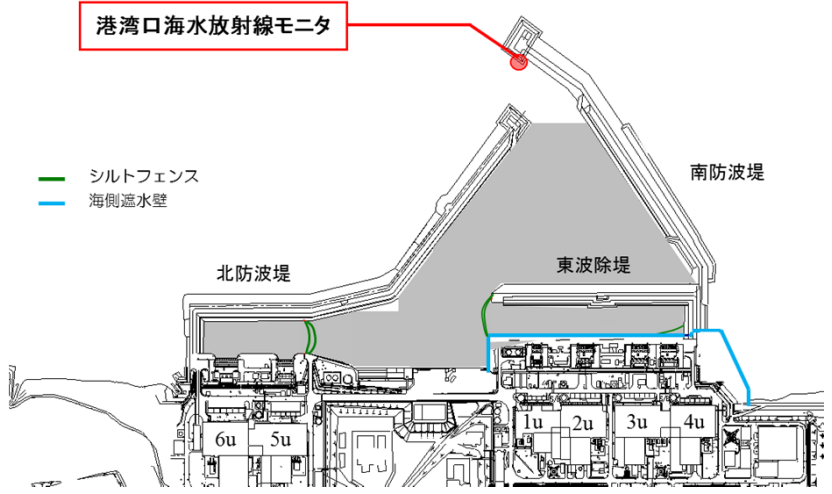 港湾口海水放射線モニタ
シルトフェンス
海側遮水壁
南防波堤
北防波堤
東波除堤
6u 5u 1u 2u 3u 4u